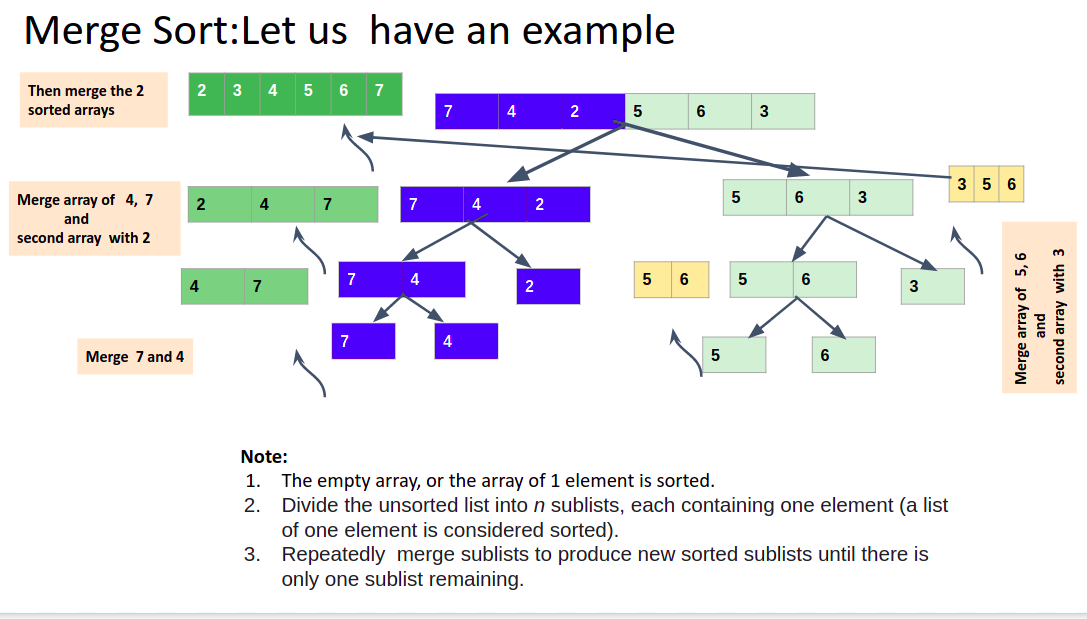 Merge Sort:Let us  have an example
Then merge the 2
sorted arrays
2 3 4 5 6 7
7 4 2 5 6 3
Merge array of  4, 7
and
second array  with 2
2 4 7
7 4 2
5 6 3
3 5 6
4 7
7 4
2
5 6
5 6
3
Merge  7 and 4
7
4
5
6
Merge array of  5, 6
and
second array  with  3
Note:
1. The empty array, or the array of 1 element is sorted.
2. Divide the unsorted list into n sublists, each containing one element (a list
of one element is considered sorted).
3. Repeatedly  merge sublists to produce new sorted sublists until there is
only one sublist remaining.